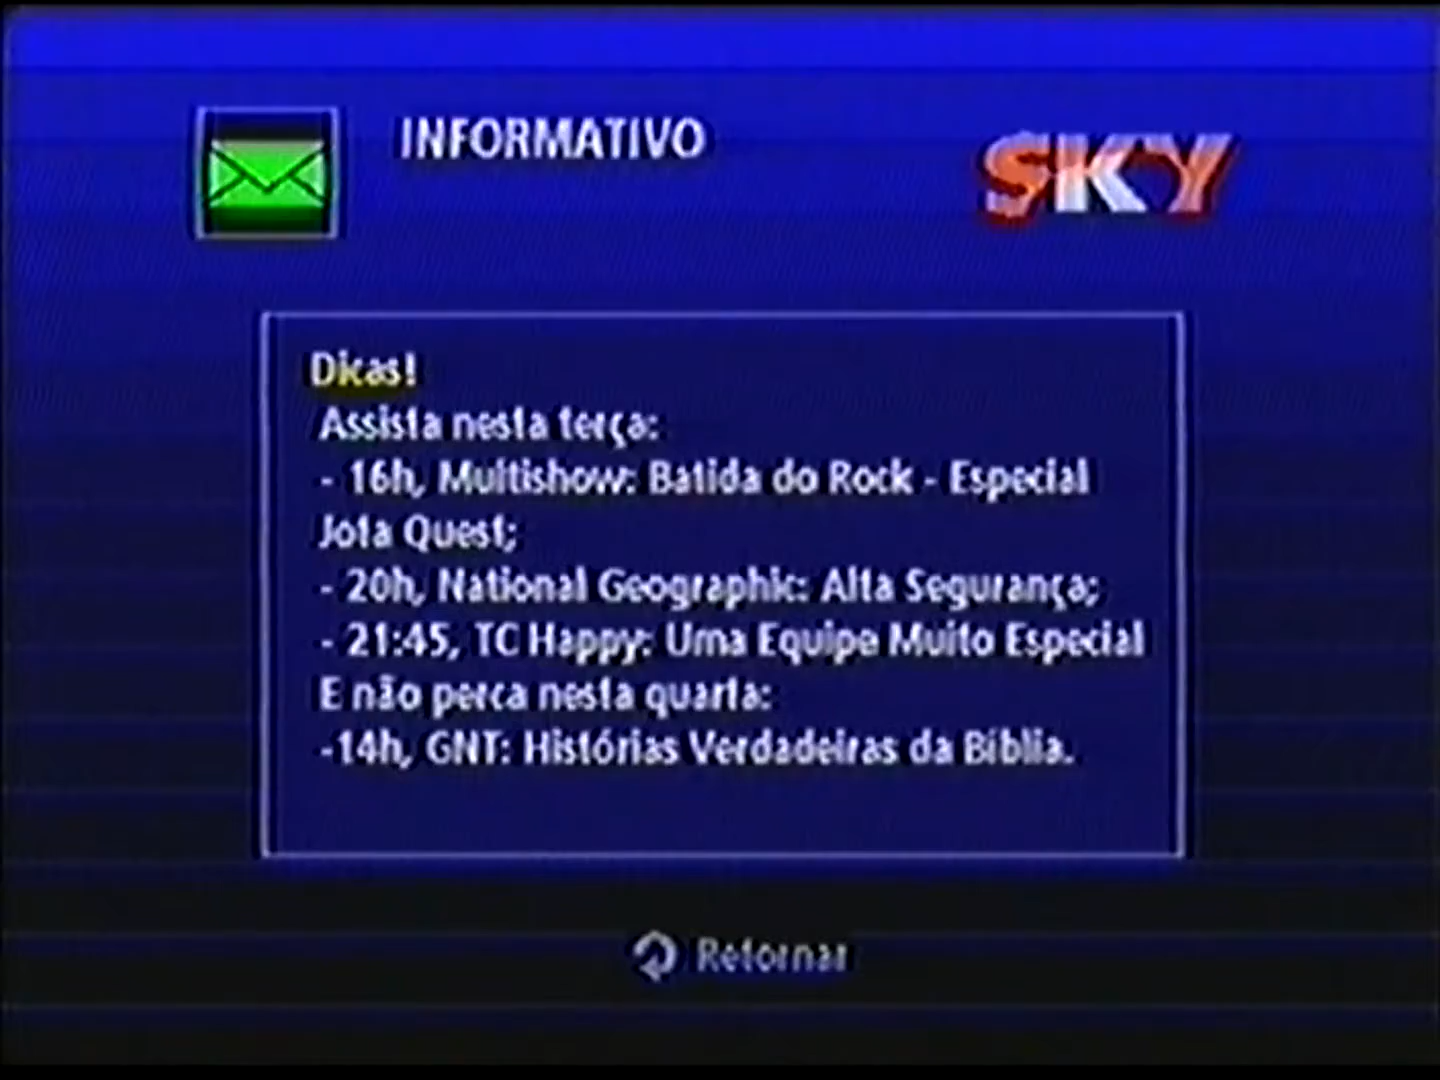 INFORMATIVO
SKY
Dicas!
Assista nesta terça:
- 16h, Multishow: Batida do Rock - Especial
Jota Quest;
- 20h, National Geographic: Alta Segurança;
- 21:45, TC Happy: Uma Equipe Muito Especial
E não perca nesta quarta:
-14h, GNT: Histórias Verdadeiras da Bíblia.
Retornar